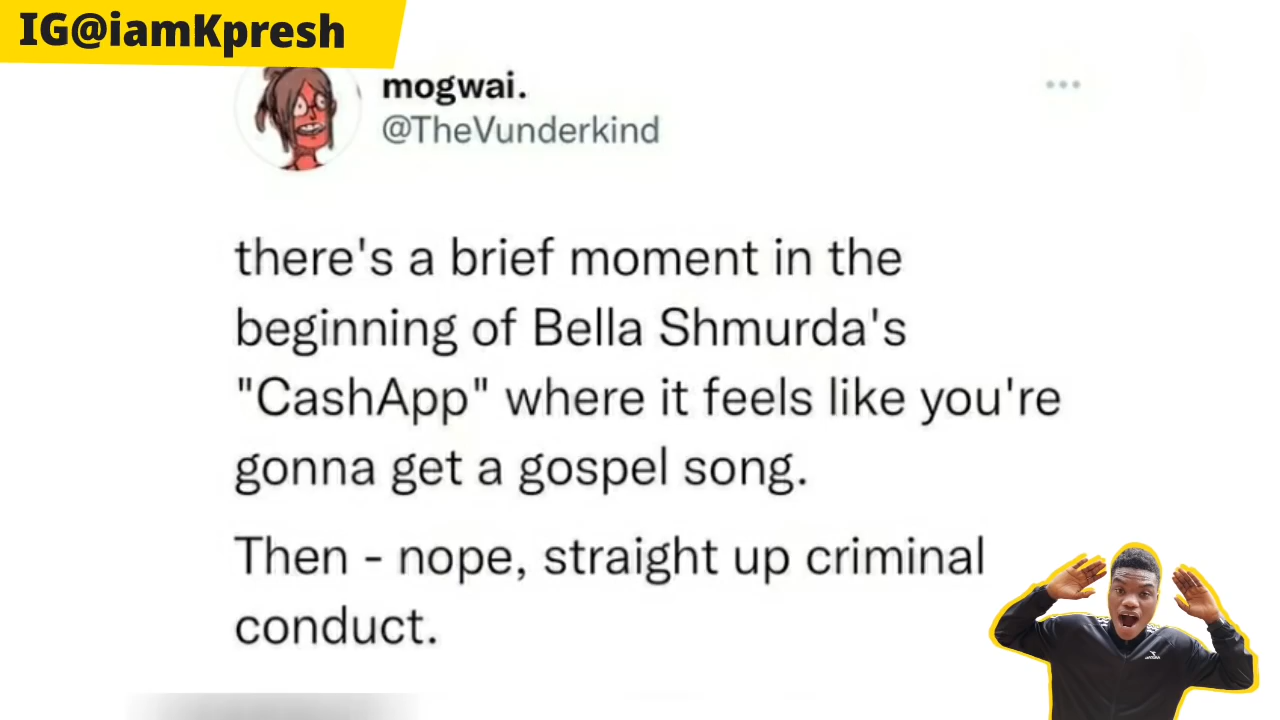 IG@iamKpresh
mogwai.
@TheVunderkind
there's a brief moment in the
beginning of Bella Shmurda's
"CashApp" where it feels like you're
gonna get a gospel song.
Then - nope, straight up criminal
conduct.